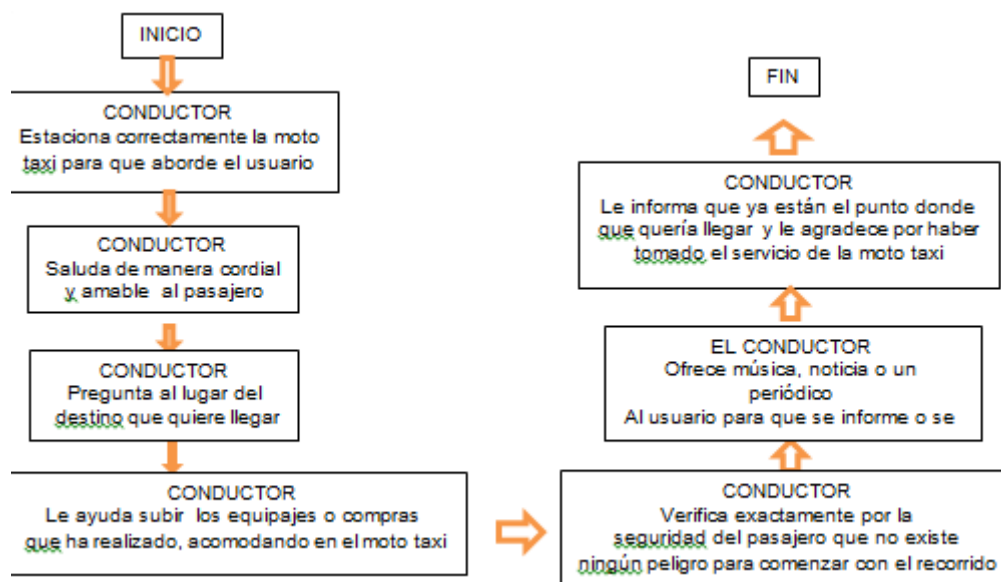 INICIO
CONDUCTOR
Estaciona correctamente la moto
taxi para que aborde el usuario
CONDUCTOR
Saluda de manera cordial
y amable al pasajero
CONDUCTOR
Pregunta al lugar del
destino que quiere llegar
CONDUCTOR
Le ayuda subir los equipajes o compras
que ha realizado, acomodando en el moto taxi
CONDUCTOR
Verifica exactamente por la
seguridad del pasajero que no existe
ningún peligro para comenzar con el recorrido
EL CONDUCTOR
Ofrece música, noticia o un
periódico
Al usuario para que se informe o se
CONDUCTOR
Le informa que ya están el punto donde
que quería llegar y le agradece por haber
tomado el servicio de la moto taxi
FIN